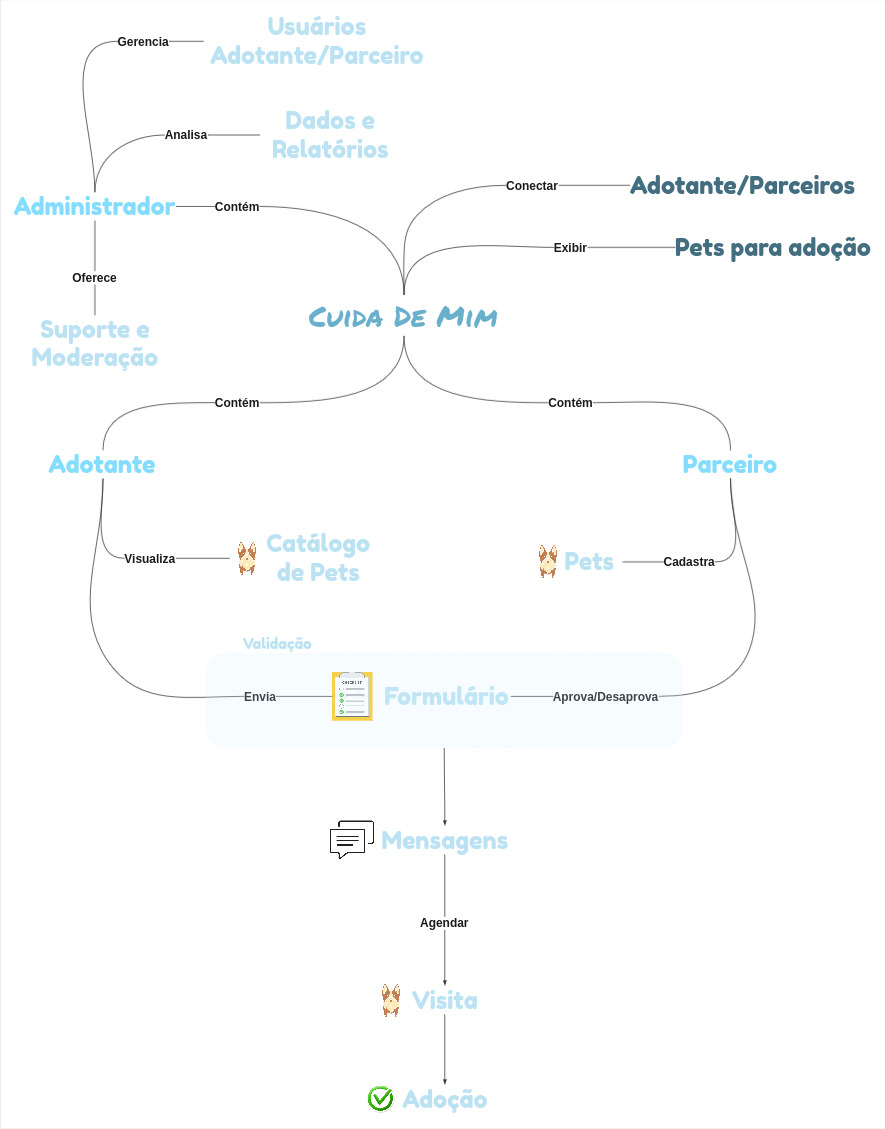 Usuários
Gerencia
Adotante/Parceiro
Dados e
Analisa
Relatórios
Conectar
Adotante/Parceiros
Administrador
Contém
Exibir
Pets para adoção
Oferece
Cuida De Mim
Suporte e
Moderação
Contém
Contém
Adotante
Parceiro
Catálogo
Visualiza
de Pets
Pets
Cadastra
Validação
CHECKLIST
Envia
Formulário
Aprova/Desaprova
Mensagens
Agendar
Visita
Adoção